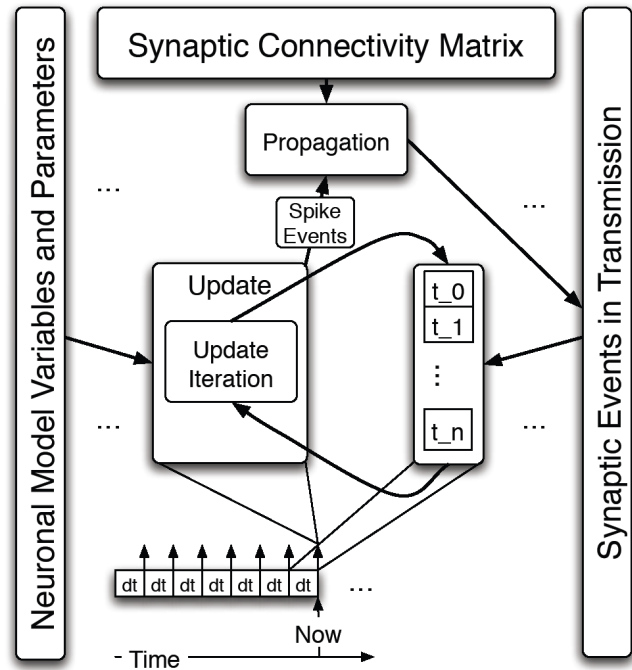 Synaptic Connectivity Matrix
Neuronal Model Variables and Parameters
Propagation
...
...
Spike
Events
Update
Update
Iteration
t_0
t_1
⋮
t_n
...
...
Synaptic Events in Transmission
dt dt dt dt dt dt dt ...
Now
Time